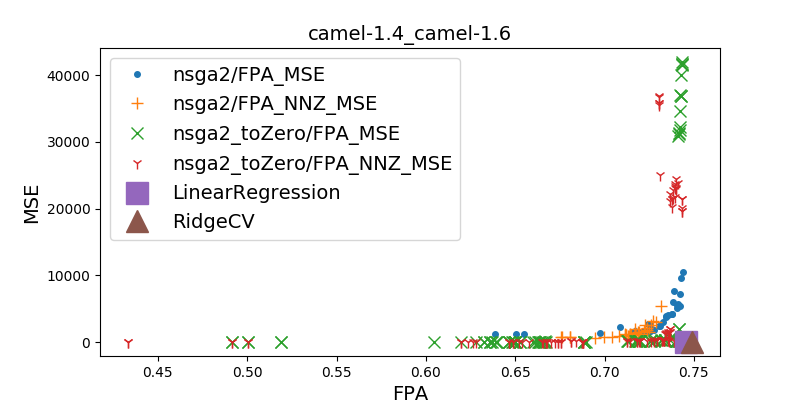 camel-1.4_camel-1.6
nsga2/FPA_MSE
nsga2/FPA_NNZ_MSE
nsga2_toZero/FPA_MSE
nsga2_toZero/FPA_NNZ_MSE
LinearRegression
RidgeCV
MSE
40000
30000
20000
10000
0
0.45
0.50
0.55
0.60
0.65
0.70
0.75
FPA